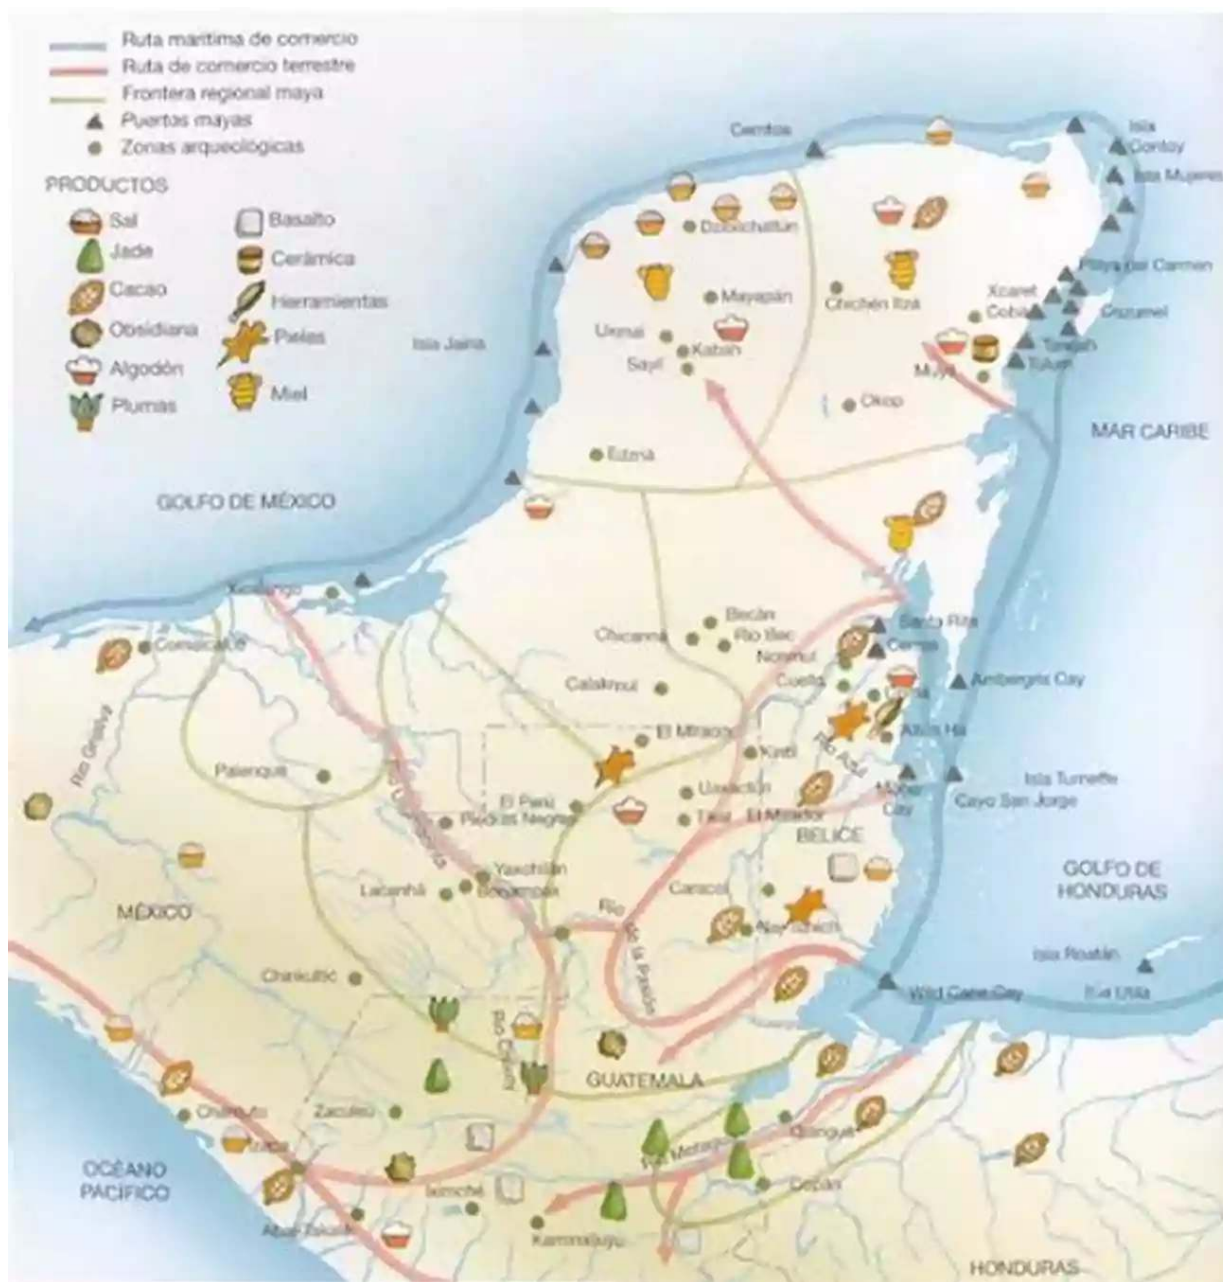 Ruta marítima de comercio
Ruta de comercio terrestre
Frontera regional maya
Puertos mayas
Zonas arqueológicas
PRODUCTOS
Sal
Jade
Cacao
Obsidiana
Algodón
Plumas
Basalto
Cerámica
Herramientas
Pieles
Miel
Cerritos
Isla
Contoy
Isla Mujeres
Playa del Carmen
Xcaret
Cobá
Cozumel
Tulum
Muyil
Chichén Itzá
Mayapán
Uxmal
Kabah
Sayil
Isla Jaina
Okop
Edzná
MAR CARIBE
GOLFO DE MÉXICO
Xicalango
Comalcalco
Río Grijalva
Becán
Chicanná
Río Bec
Nohmul
Santa Rita
Cerros
Cuello
Calakmul
Ambergris Cay
Altun Ha
El Mirador
Kinal
Río Azul
Palenque
Río Usumacinta
Uaxactún
El Perú
Piedras Negras
Tikal
El Mirador
BELICE
Moho
Cay
Isla Turneffe
Cayo San Jorge
GOLFO DE
HONDURAS
Yaxchilán
Lacanhá
Bonampak
Caracol
MÉXICO
Río
de la Pasión
Naj Tunich
Chinkultic
Isla Roatán
Wild Cane Cay
Isla Utila
Río Chixoy
GUATEMALA
Zaculeu
Izapa
OCÉANO
PACÍFICO
Río Motagua
Quiriguá
Copán
Abaj Takalik
Kaminaljuyú
HONDURAS